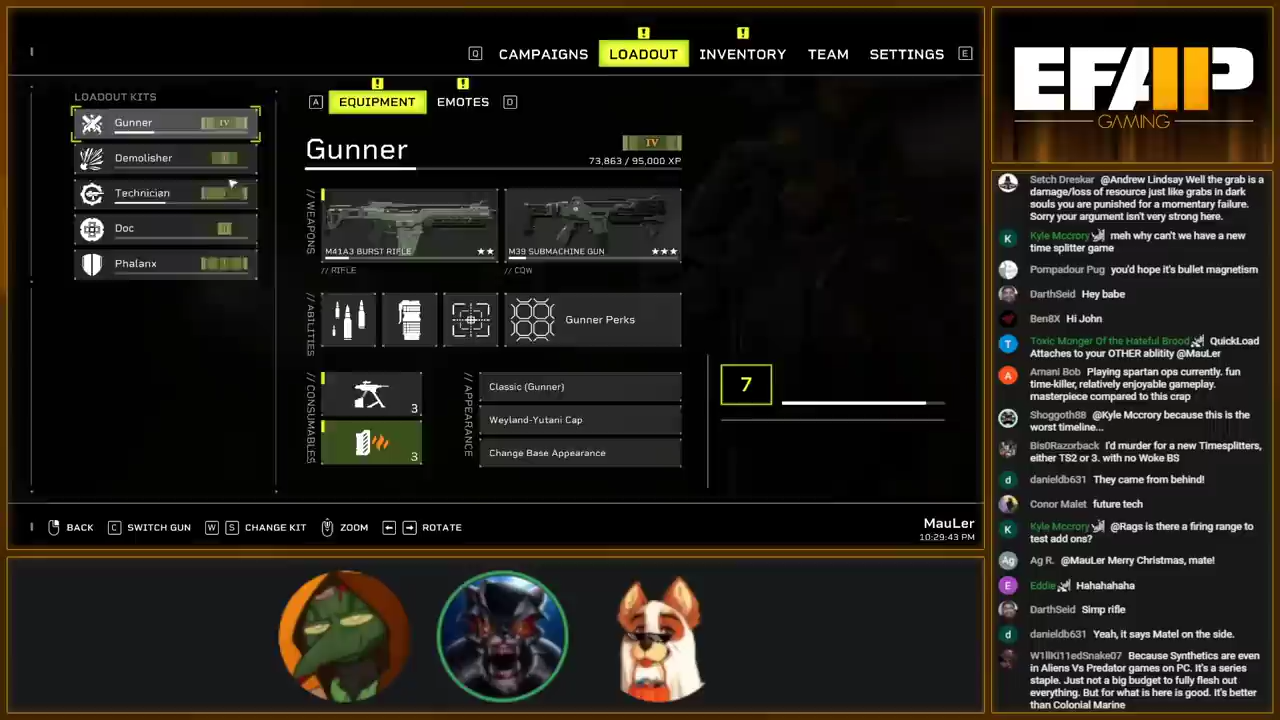 Q CAMPAIGNS LOADOUT INVENTORY TEAM SETTINGS E
LOADOUT KITS
Gunner IV
Demolisher
Technician
Doc II
Phalanx
A EQUIPMENT EMOTES D
Gunner IV
73,863 / 95,000 XP
// WEAPONS
M41A3 BURST RIFLE ★★
M39 SUBMACHINE GUN ★★★
// RIFLE
// CQW
// ABILITIES
Gunner Perks
// CONSUMABLES
3
3
// APPEARANCE
Classic (Gunner)
Weyland-Yutani Cap
Change Base Appearance
7
BACK C SWITCH GUN W S CHANGE KIT ZOOM ROTATE
MauLer
10:29:43 PM
EFAP
GAMING
Setch Dreskar @Andrew Lindsay Well the grab is a
damage/loss of resource just like grabs in dark
souls you are punished for a momentary failure.
Sorry your argument isn't very strong here.
Kyle Mccrory meh why can't we have a new
time splitter game
Pompadour Pug you'd hope it's bullet magnetism
DarthSeid Hey babe
Ben8X Hi John
Toxic Monger Of the Hateful Brood QuickLoad
Attaches to your OTHER ablitity @MauLer
Amani Bob Playing spartan ops currently. fun
time-killer, relatively enjoyable gameplay.
masterpiece compared to this crap
Shoggoth88 @Kyle Mccrory because this is the
worst timeline...
Bis0Razorback I'd murder for a new Timesplitters,
either TS2 or 3. with no Woke BS
danieldb631 They came from behind!
Conor Malet future tech
Kyle Mccrory @Rags is there a firing range to
test add ons?
Ag R. @MauLer Merry Christmas, mate!
Eddie Hahahahaha
DarthSeid Simp rifle
danieldb631 Yeah, it says Matel on the side.
W1llKi11edSnake07 Because Synthetics are even
in Aliens Vs Predator games on PC. It's a series
staple. Just not a big budget to fully flesh out
everything. But for what is here is good. It's better
than Colonial Marine